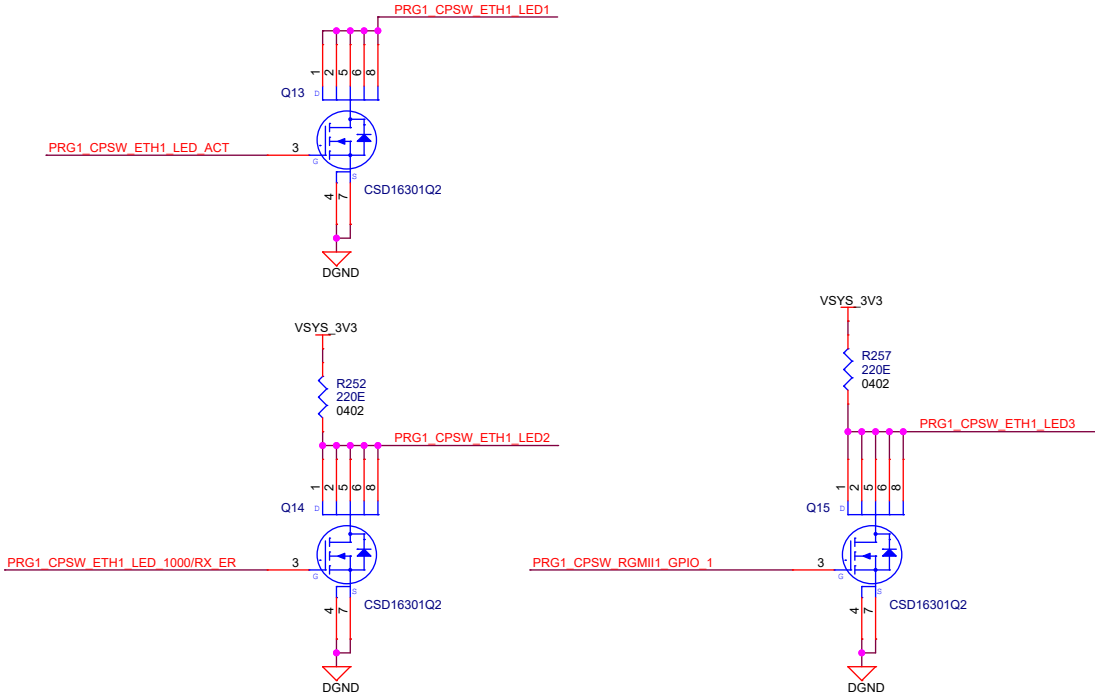 PRG1_CPSW_ETH1_LED1
1 2 5 6 8
Q13
D
PRG1_CPSW_ETH1_LED_ACT
3
G
S
CSD16301Q2
4 7
DGND
VSYS_3V3
R252
220E
0402
PRG1_CPSW_ETH1_LED2
1 2 5 6 8
Q14
D
PRG1_CPSW_ETH1_LED_1000/RX_ER
3
G
S
CSD16301Q2
4 7
DGND
VSYS_3V3
R257
220E
0402
PRG1_CPSW_ETH1_LED3
1 2 5 6 8
Q15
D
PRG1_CPSW_RGMII1_GPIO_1
3
G
S
CSD16301Q2
4 7
DGND